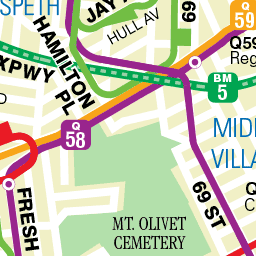 SPETH
JAY A
HULL AV
69
Q
59
Q59
Reg
HAMILTON
PL
XPWY
BM
5
D
Q
58
MIDD
VILLA
69 ST
Q
C
FRESH
MT. OLIVET
CEMETERY